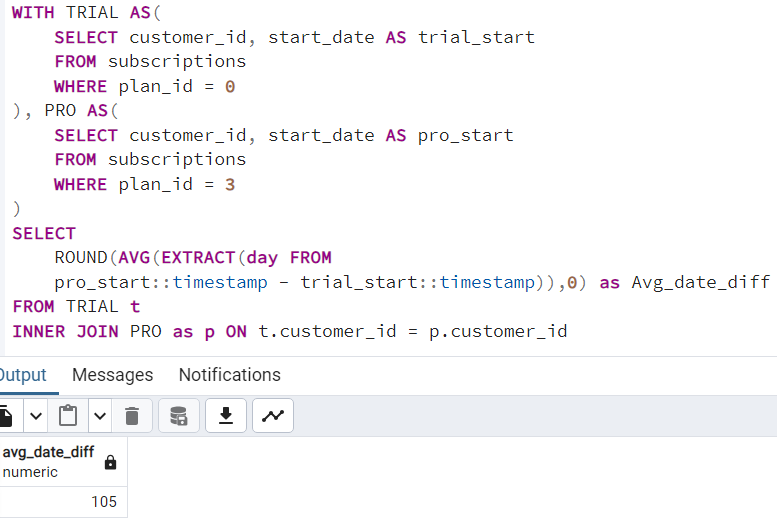 WITH TRIAL AS(
SELECT customer_id, start_date AS trial_start
FROM subscriptions
WHERE plan_id = 0
), PRO AS(
SELECT customer_id, start_date AS pro_start
FROM subscriptions
WHERE plan_id = 3
)
SELECT
ROUND(AVG(EXTRACT(day FROM
pro_start::timestamp - trial_start::timestamp)),0) as Avg_date_diff
FROM TRIAL t
INNER JOIN PRO as p ON t.customer_id = p.customer_id
Output Messages Notifications
avg_date_diff
numeric
105